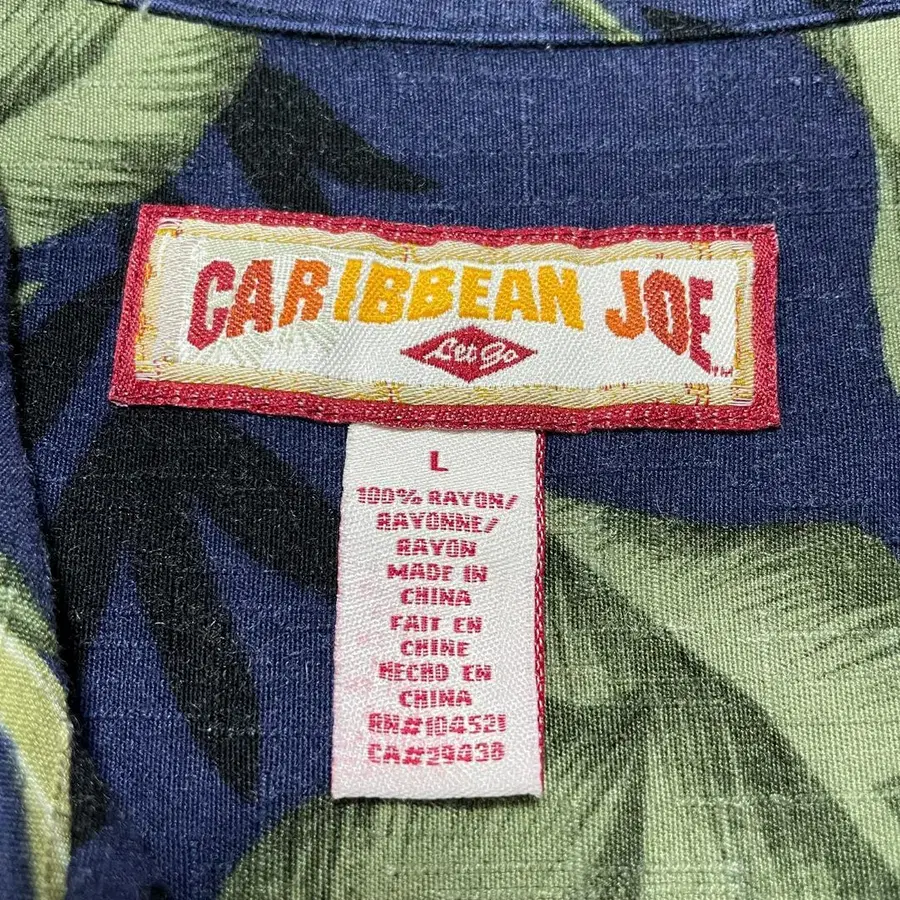 CARIBBEAN JOE
Let go
TM
L
100% RAYON/
RAYONNE/
RAYON
MADE IN
CHINA
FAIT EN
CHINE
HECHO EN
CHINA
RN#104521
CA#29438